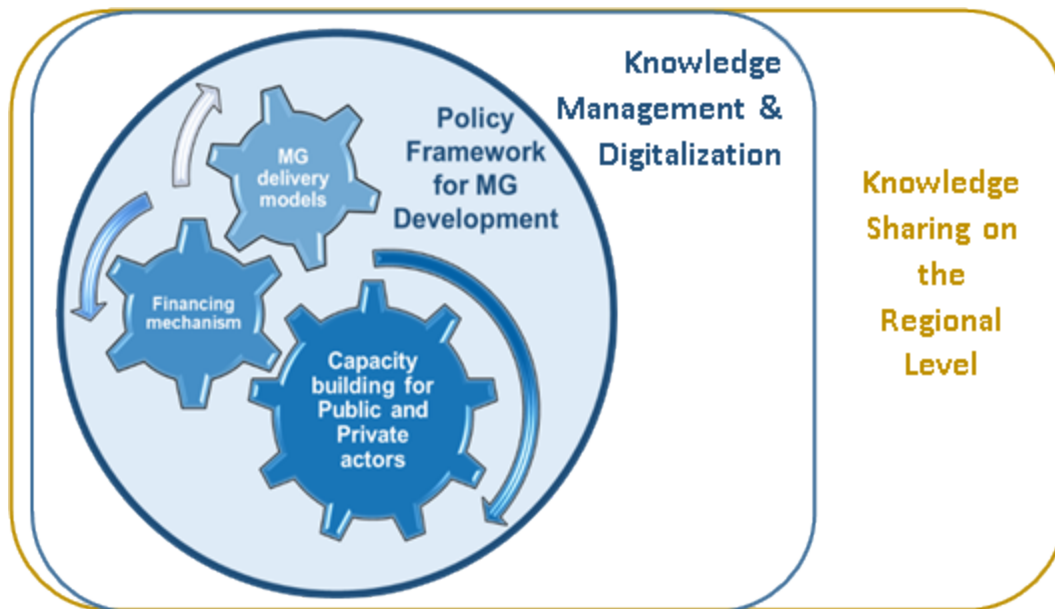 MG
delivery
models
Policy
Framework
for MG
Development
Financing
mechanism
Capacity
building for
Public and
Private
actors
Knowledge
Management &
Digitalization
Knowledge
Sharing on
the
Regional
Level